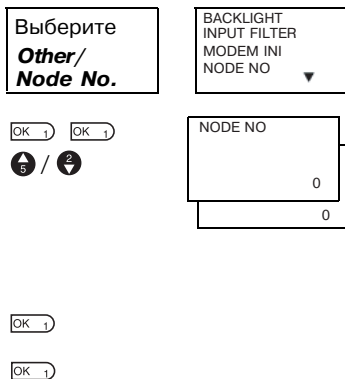 Выберите
Other/
Node No.
BACKLIGHT
INPUT FILTER
MODEM INI
NODE NO
OK 1 OK 1
5 / 2
NODE NO
0
0
OK 1
OK 1